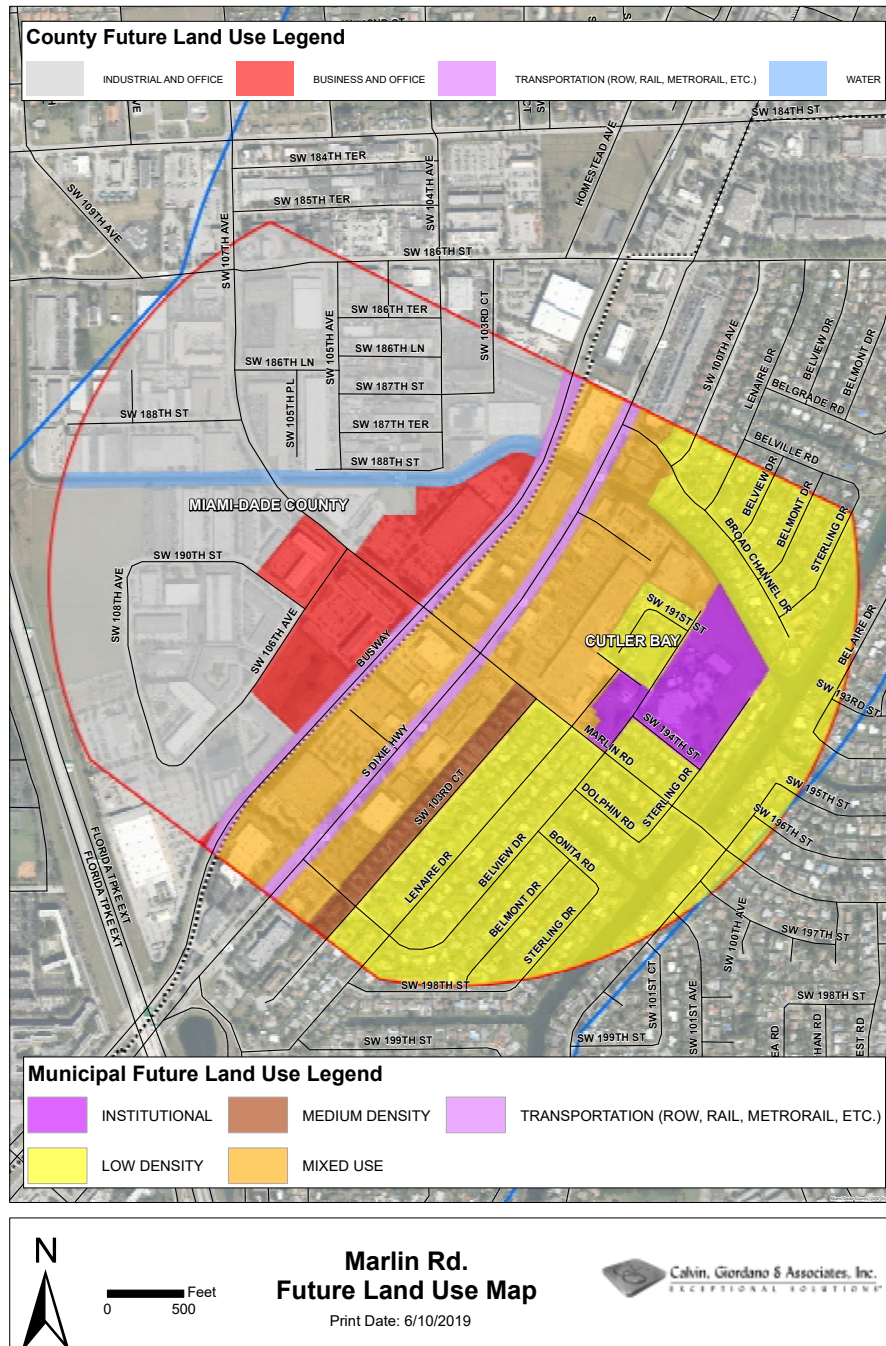 County Future Land Use Legend
INDUSTRIAL AND OFFICE
BUSINESS AND OFFICE
TRANSPORTATION (ROW, RAIL, METRORAIL, ETC.)
WATER
SW 184TH ST
HOMESTEAD AVE
SW 184TH TER
SW 104TH AVE
SW 109TH AVE
SW 185TH TER
SW 107TH AVE
SW 186TH ST
SW 186TH TER
SW 103RD CT
SW 105TH AVE
SW 186TH LN
SW 186TH LN
SW 105TH PL
SW 187TH ST
SW 188TH ST
SW 187TH TER
SW 188TH ST
SW 100TH AVE
LENAIRE DR
BELVIEW DR
BELMONT DR
BELGRADE RD
BELVILLE RD
BELVIEW DR
BELMONT DR
STERLING DR
BROAD CHANNEL DR
MIAMI-DADE COUNTY
SW 190TH ST
SW 108TH AVE
SW 106TH AVE
BUSWAY
SW 191ST ST
CUTLER BAY
BELAIRE DR
SW 193RD ST
SW 194TH ST
MARLIN RD
S DIXIE HWY
SW 103RD CT
STERLING DR
DOLPHIN RD
SW 195TH ST
SW 196TH ST
BONITA RD
BELVIEW DR
LENAIRE DR
BELMONT DR
STERLING DR
FLORIDA TPKE EXT
FLORIDA TPKE EXT
SW 100TH AVE
SW 197TH ST
SW 198TH ST
SW 101ST CT
SW 101ST AVE
SW 198TH ST
SW 199TH ST
SW 199TH ST
EA RD
HAN RD
EST RD
Municipal Future Land Use Legend
INSTITUTIONAL
MEDIUM DENSITY
TRANSPORTATION (ROW, RAIL, METRORAIL, ETC.)
LOW DENSITY
MIXED USE
N
Feet
0 500
Marlin Rd.
Future Land Use Map
Print Date: 6/10/2019
Calvin, Giordano & Associates, Inc.
EXCEPTIONAL SOLUTIONS